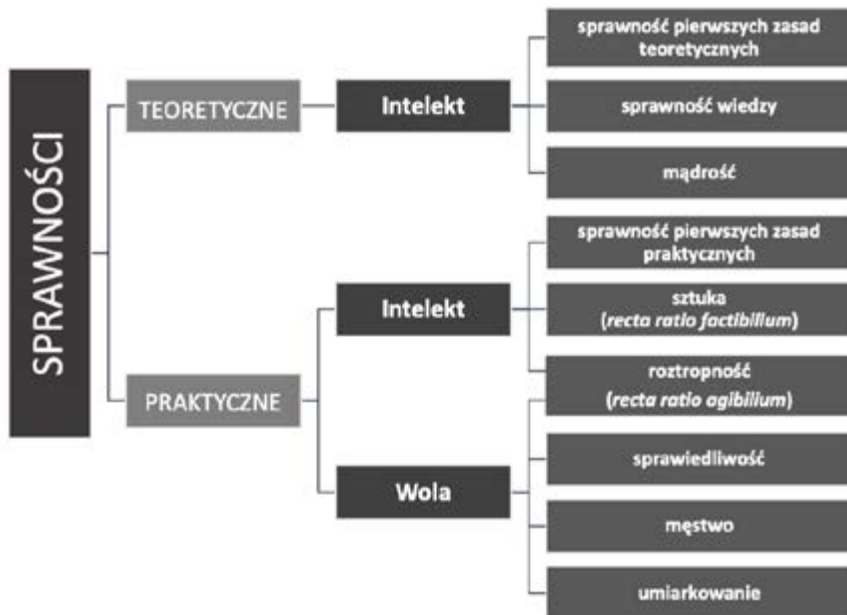 SPRAWNOŚCI
TEORETYCZNE
Intelekt
sprawność pierwszych zasad
teoretycznych
sprawność wiedzy
mądrość
PRAKTYCZNE
Intelekt
sprawność pierwszych zasad
praktycznych
sztuka
(recta ratio factibilium)
roztropność
(recta ratio agibilium)
Wola
sprawiedliwość
męstwo
umiarkowanie